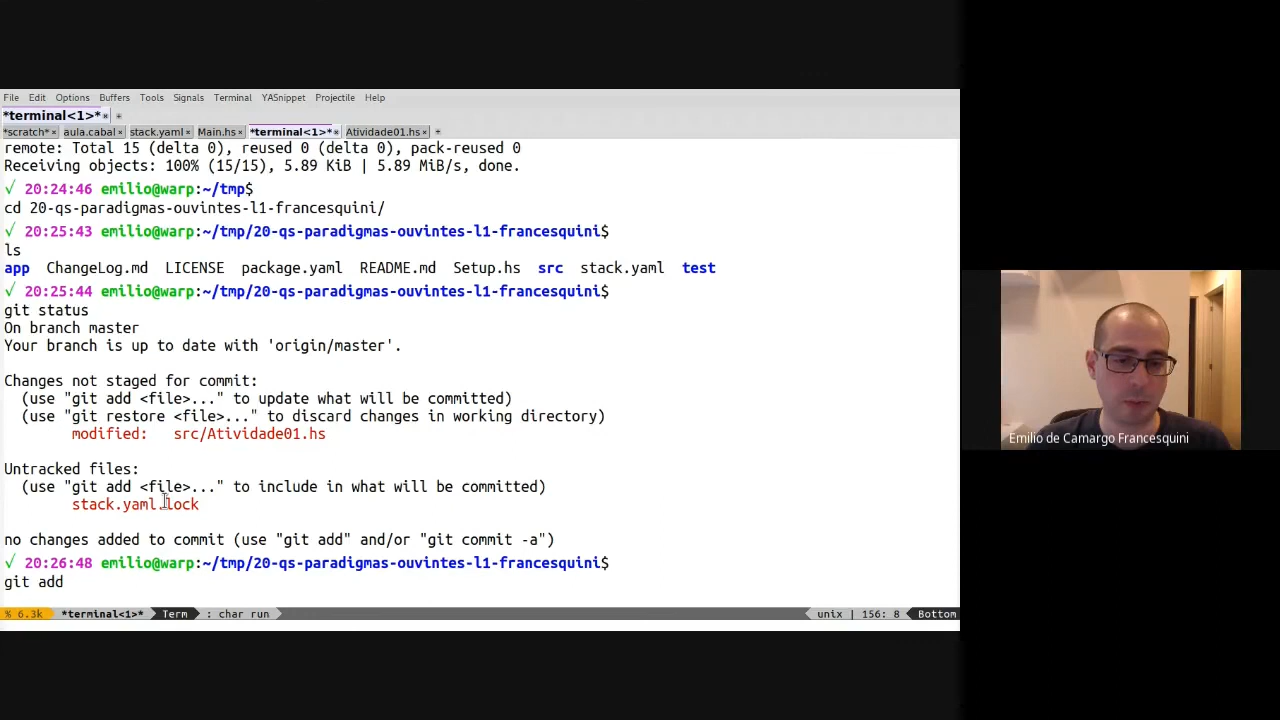 File Edit Options Buffers Tools Signals Terminal YASnippet Projectile Help
*terminal<1>*× +
*scratch*× aula.cabal× stack.yaml× Main.hs× *terminal<1>*× Atividade01.hs× +
remote: Total 15 (delta 0), reused 0 (delta 0), pack-reused 0
Receiving objects: 100% (15/15), 5.89 KiB | 5.89 MiB/s, done.
√ 20:24:46 emilio@warp:~/tmp$
cd 20-qs-paradigmas-ouvintes-l1-francesquini/
√ 20:25:43 emilio@warp:~/tmp/20-qs-paradigmas-ouvintes-l1-francesquini$
ls
app ChangeLog.md LICENSE package.yaml README.md Setup.hs src stack.yaml test
√ 20:25:44 emilio@warp:~/tmp/20-qs-paradigmas-ouvintes-l1-francesquini$
git status
On branch master
Your branch is up to date with 'origin/master'.
Changes not staged for commit:
(use "git add <file>..." to update what will be committed)
(use "git restore <file>..." to discard changes in working directory)
modified: src/Atividade01.hs
Untracked files:
(use "git add <file>..." to include in what will be committed)
stack.yaml.lock
no changes added to commit (use "git add" and/or "git commit -a")
√ 20:26:48 emilio@warp:~/tmp/20-qs-paradigmas-ouvintes-l1-francesquini$
git add
% 6.3k *terminal<1>* Term : char run unix | 156: 8 Bottom
Emilio de Camargo Francesquini